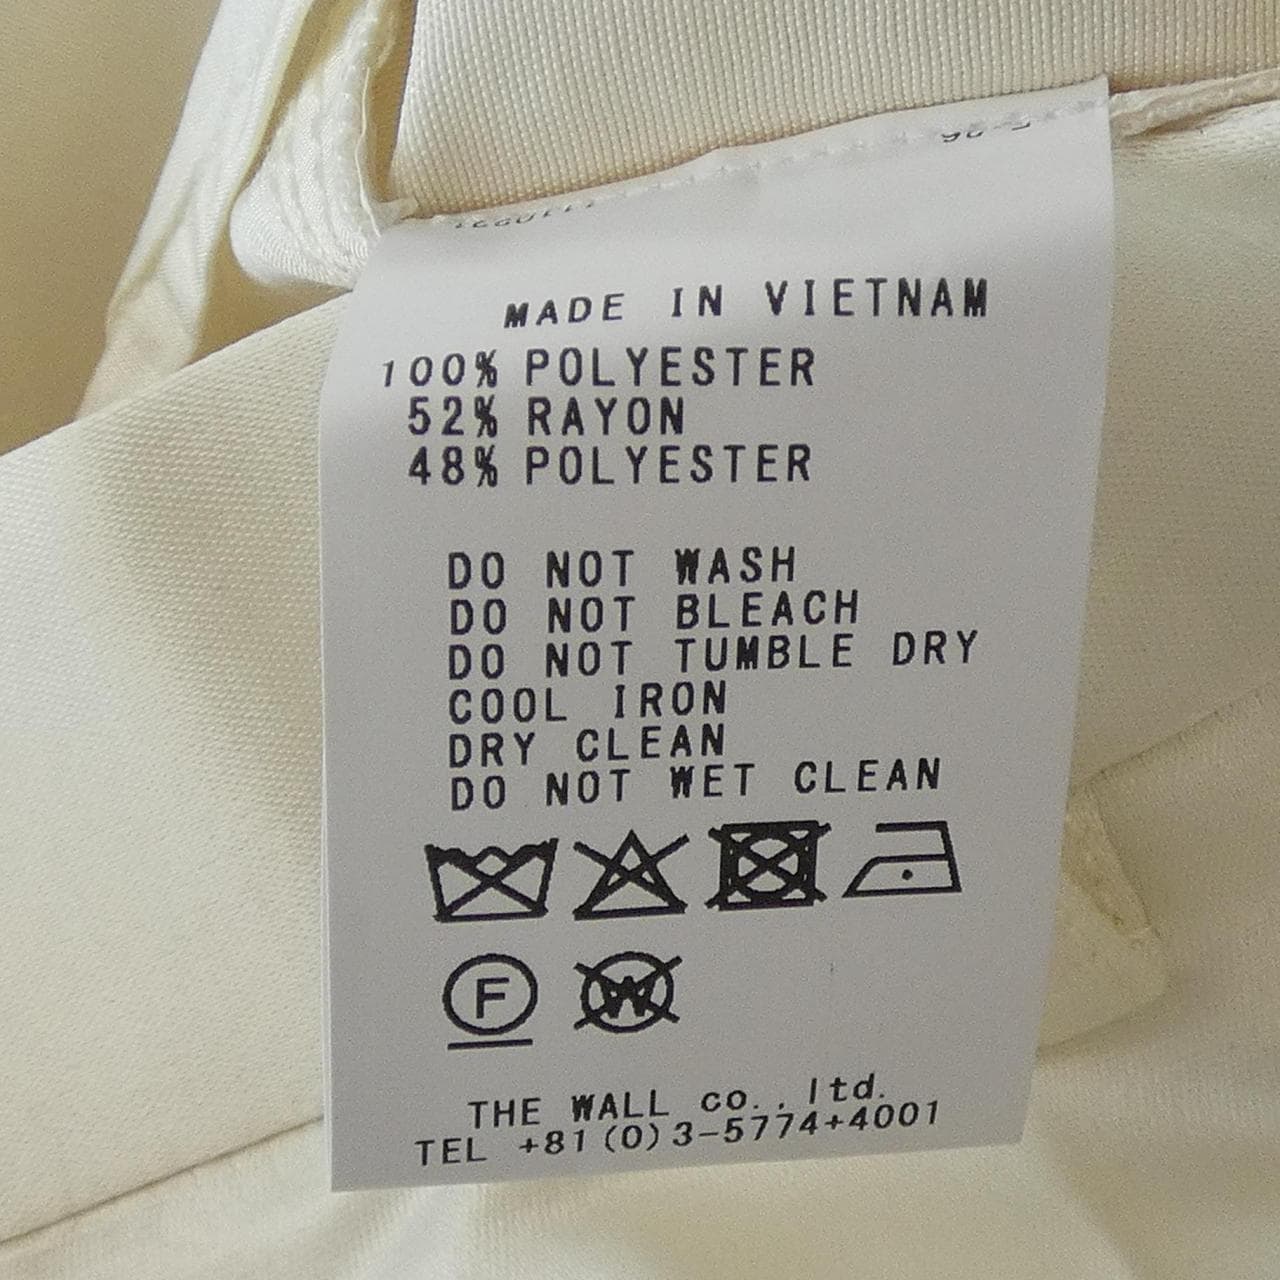 MADE IN VIETNAM
100% POLYESTER
52% RAYON
48% POLYESTER
DO NOT WASH
DO NOT BLEACH
DO NOT TUMBLE DRY
COOL IRON
DRY CLEAN
DO NOT WET CLEAN
F W
THE WALL co., ltd.
TEL +81(0)3-5774+4001